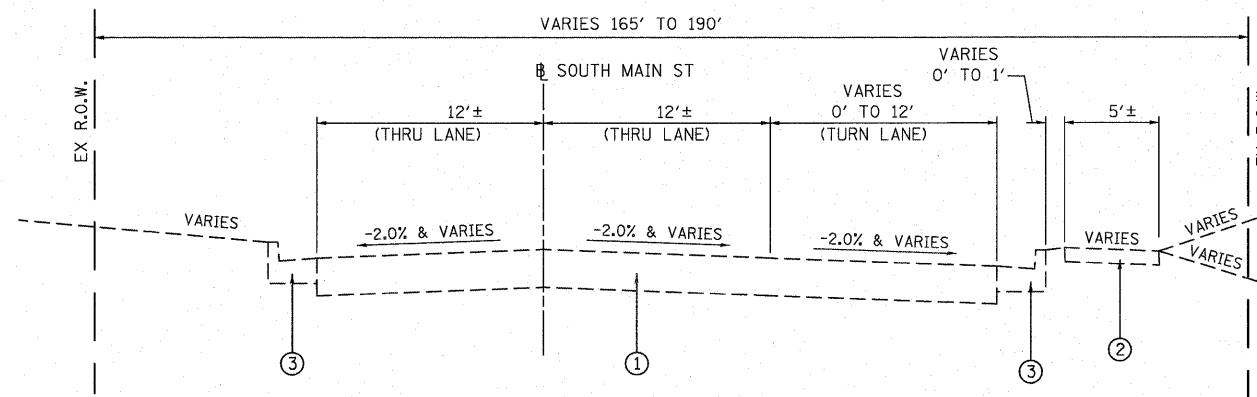 VARIES 165' TO 190'
EX R.O.W.
℄ SOUTH MAIN ST
VARIES
0' TO 1'
12'±
(THRU LANE)
12'±
(THRU LANE)
VARIES
0' TO 12'
(TURN LANE)
5'±
VARIES
-2.0% & VARIES
-2.0% & VARIES
-2.0% & VARIES
VARIES
VARIES
VARIES
3
1
3
2